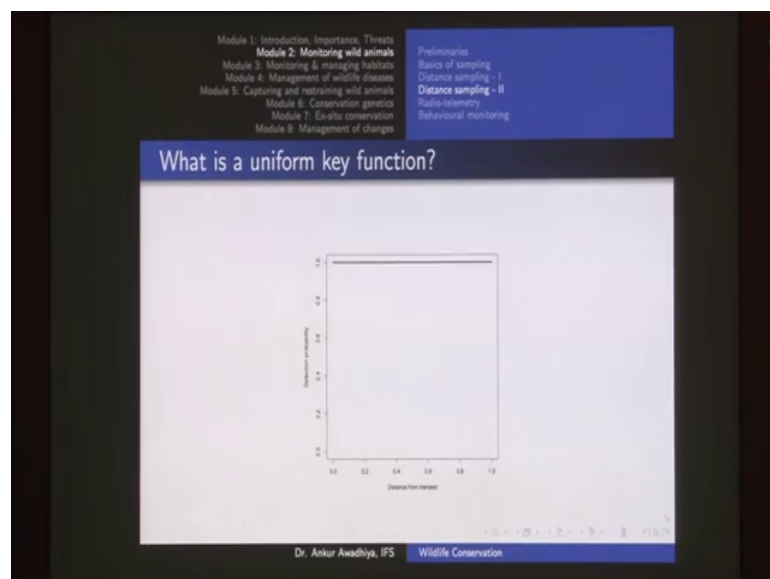 Module 1: Introduction, Importance, Threats
Module 2: Monitoring wild animals
Module 3: Monitoring & managing habitats
Module 4: Management of wildlife diseases
Module 5: Capturing and restraining wild animals
Module 6: Conservation genetics
Module 7: Ex-situ conservation
Module 8: Management of changes
Preliminaries
Basics of sampling
Distance sampling - I
Distance sampling - II
Radio-telemetry
Behavioural monitoring
What is a uniform key function?
1.0
0.8
0.6
0.4
0.2
0.0
Detection probability
0.0 0.2 0.4 0.6 0.8 1.0
Distance from transect
Dr. Ankur Awadhiya, IFS
Wildlife Conservation